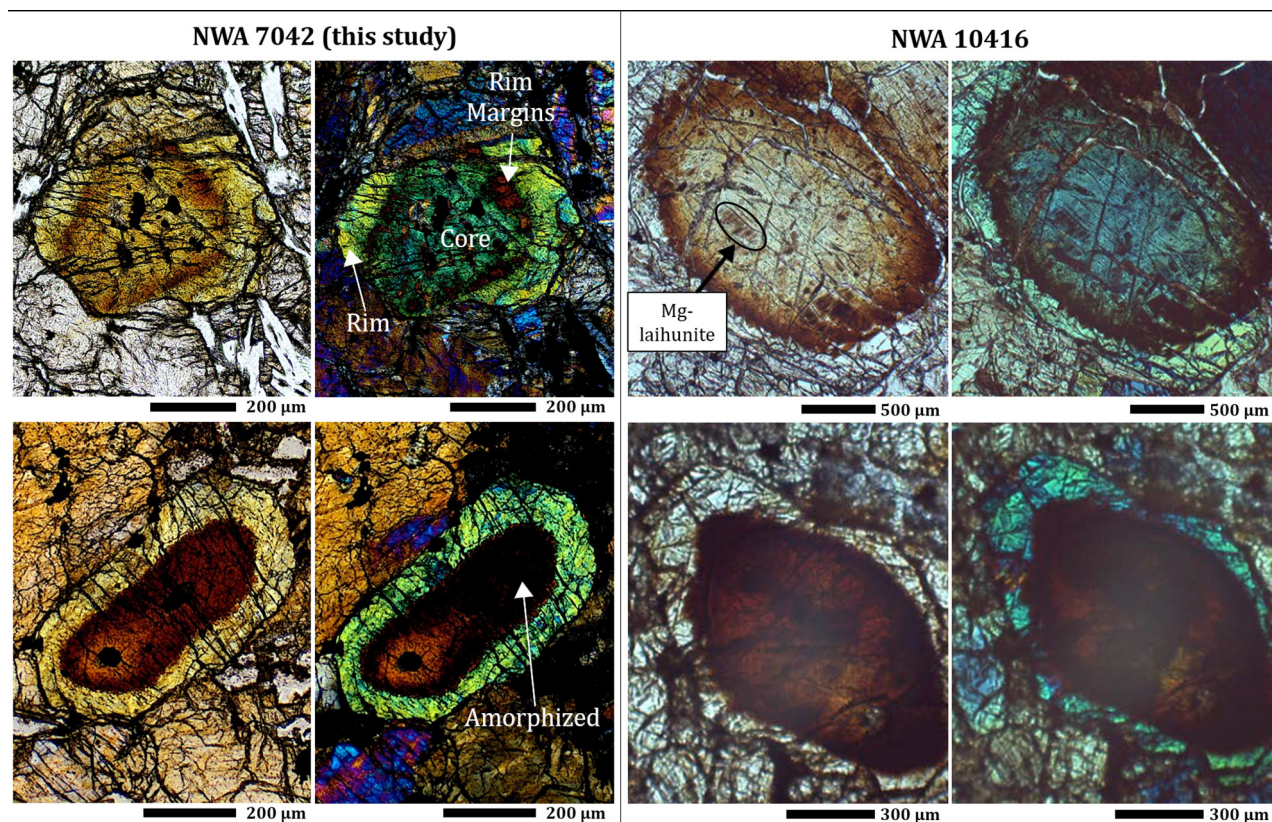 NWA 7042 (this study)
NWA 10416
Rim
Margins
Core
Rim
Mg-
laihunite
200 µm
200 µm
500 µm
500 µm
Amorphized
200 µm
200 µm
300 µm
300 µm